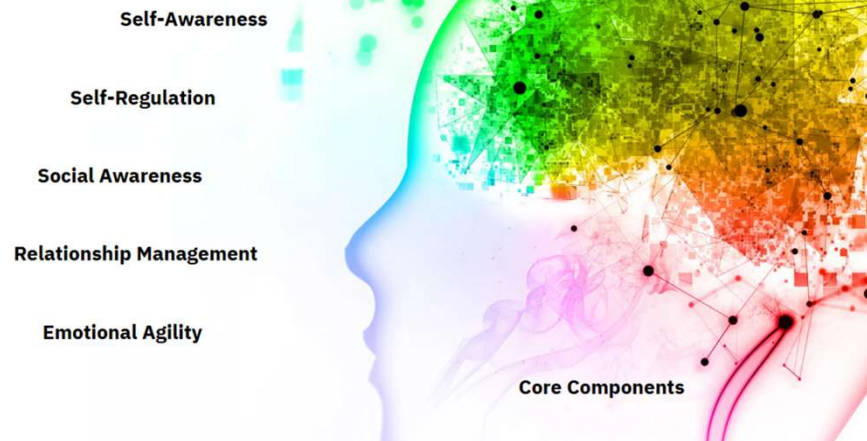 Self-Awareness
Self-Regulation
Social Awareness
Relationship Management
Emotional Agility
Core Components